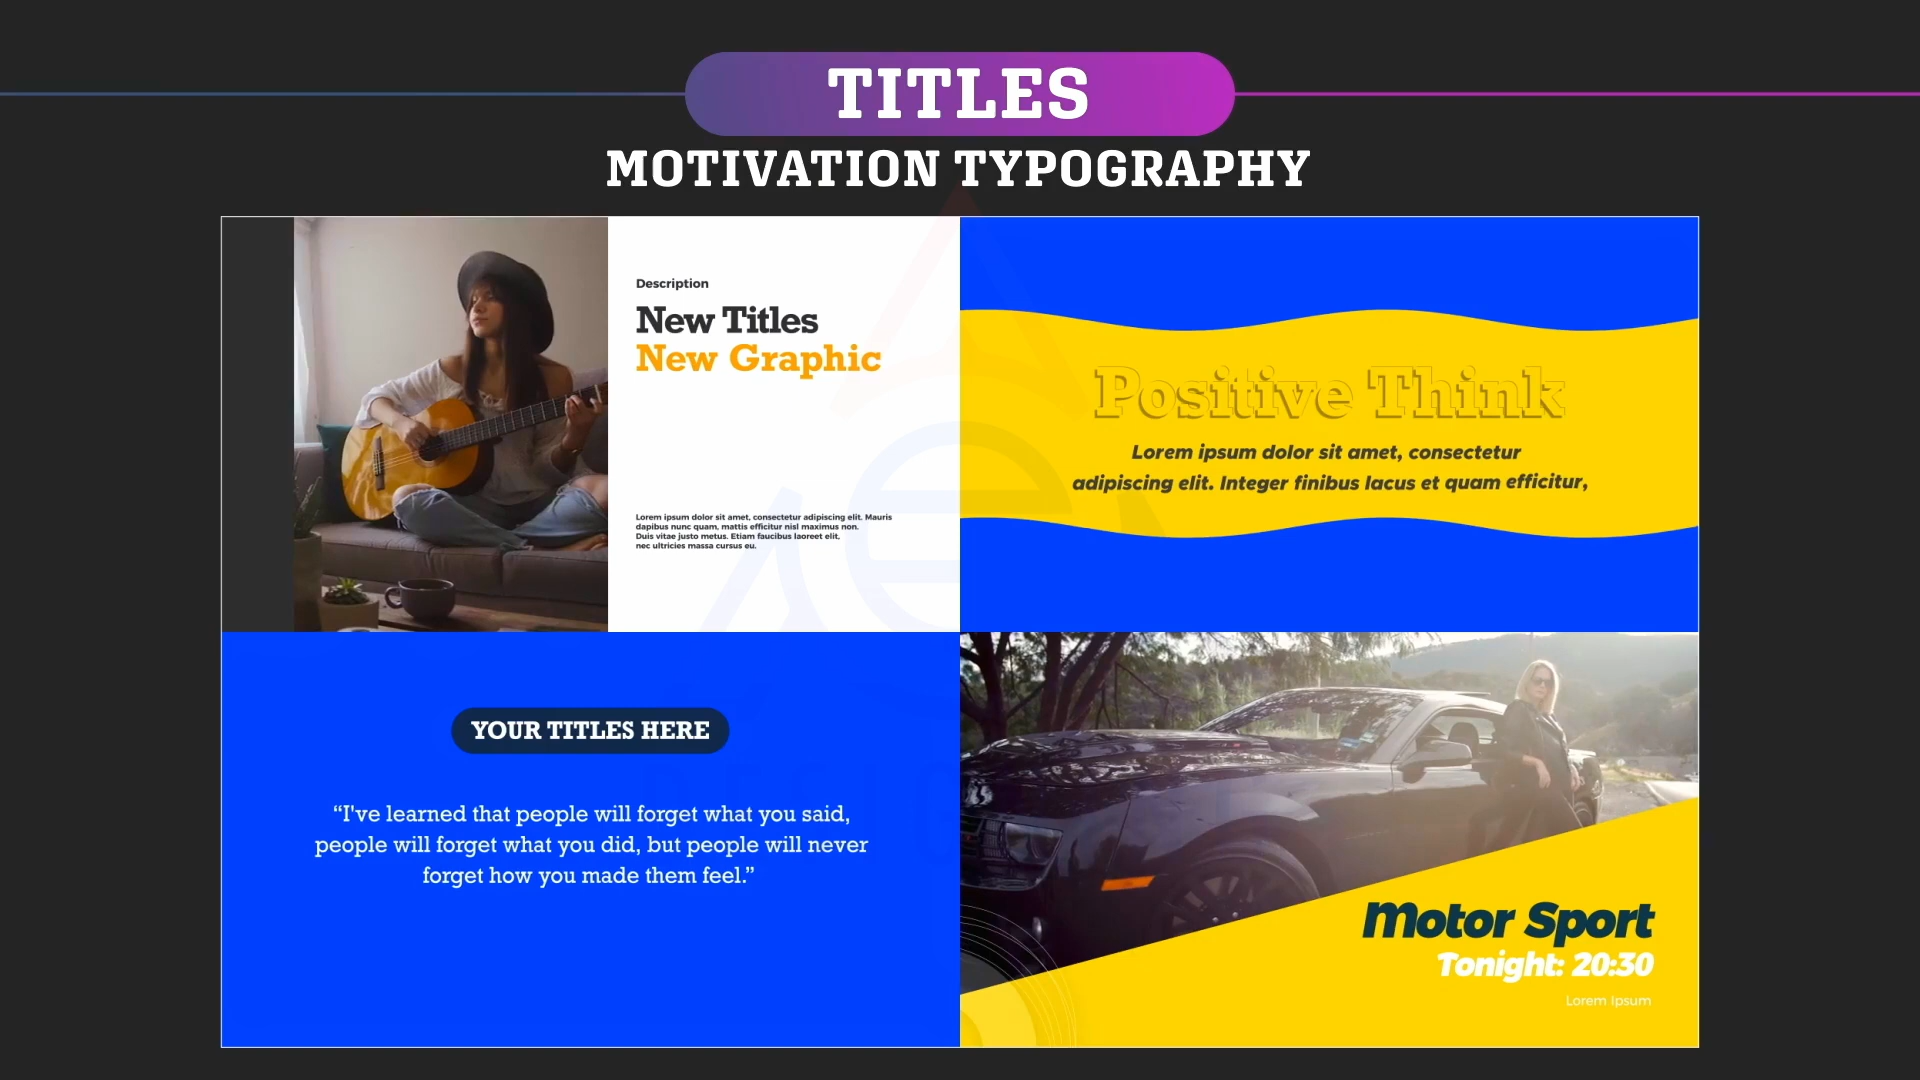 TITLES
MOTIVATION TYPOGRAPHY
Description
New Titles
New Graphic
Lorem ipsum dolor sit amet, consectetur adipiscing elit. Mauris
dapibus nunc quam, mattis efficitur nisl maximus non.
Duis vitae justo metus. Etiam faucibus laoreet elit,
nec ultricies massa cursus eu.
Positive Think
Lorem ipsum dolor sit amet, consectetur
adipiscing elit. Integer finibus lacus et quam efficitur,
YOUR TITLES HERE
“I've learned that people will forget what you said,
people will forget what you did, but people will never
forget how you made them feel.”
Motor Sport
Tonight: 20:30
Lorem Ipsum